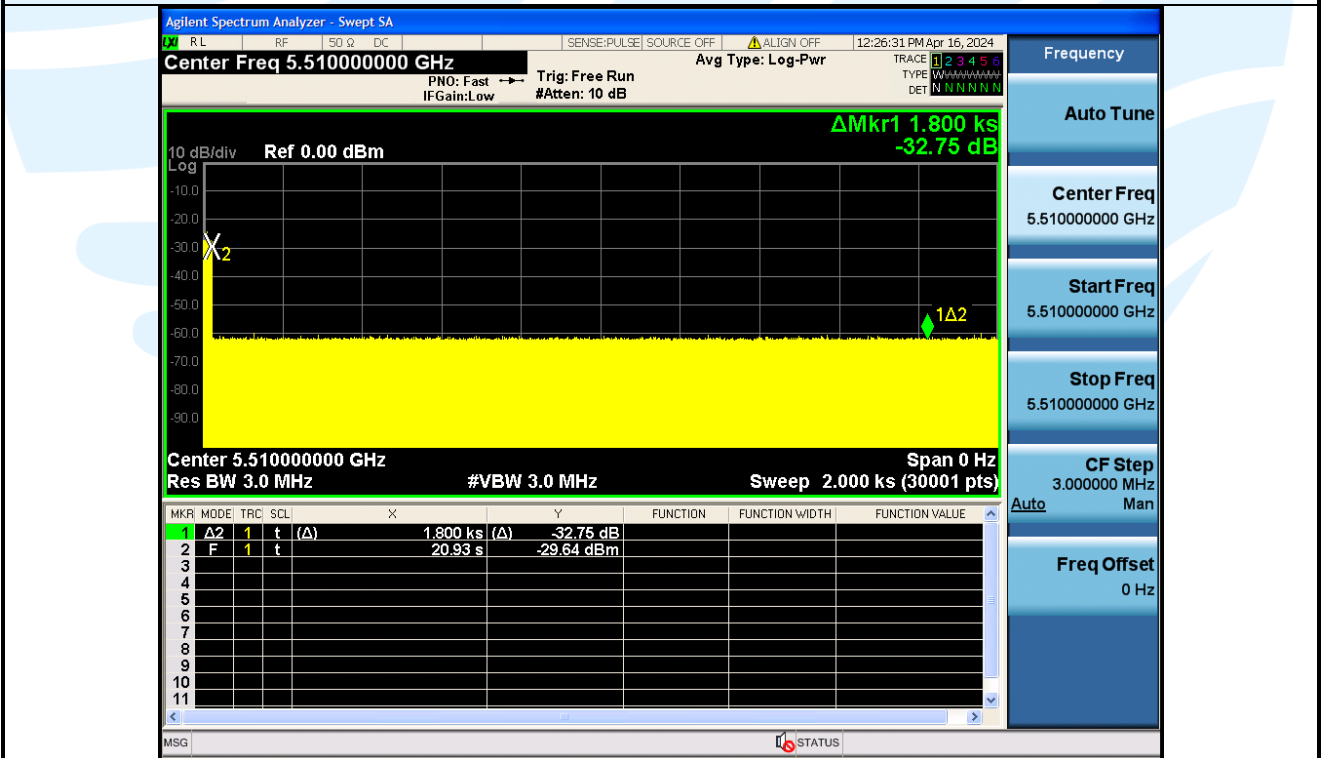 Agilent Spectrum Analyzer - Swept SA
LXI RL RF 50 Ω DC SENSE:PULSE SOURCE OFF ALIGN OFF 12:26:31 PM Apr 16, 2024
Center Freq 5.510000000 GHz
PNO: Fast
IFGain:Low
Trig: Free Run
#Atten: 10 dB
Avg Type: Log-Pwr
TRACE 1 2 3 4 5 6
TYPE WWWWWW
DET N N N N N N
ΔMkr1 1.800 ks
-32.75 dB
10 dB/div Ref 0.00 dBm
Log
-10.0
-20.0
-30.0
-40.0
-50.0
-60.0
-70.0
-80.0
-90.0
X2
1Δ2
Center 5.510000000 GHz Span 0 Hz
Res BW 3.0 MHz #VBW 3.0 MHz Sweep 2.000 ks (30001 pts)
MKR MODE TRC SCL X Y FUNCTION FUNCTION WIDTH FUNCTION VALUE
1 Δ2 1 t (Δ) 1.800 ks (Δ) -32.75 dB
2 F 1 t 20.93 s -29.64 dBm
3
4
5
6
7
8
9
10
11
MSG STATUS
Frequency
Auto Tune
Center Freq
5.510000000 GHz
Start Freq
5.510000000 GHz
Stop Freq
5.510000000 GHz
CF Step
3.000000 MHz
Auto Man
Freq Offset
0 Hz